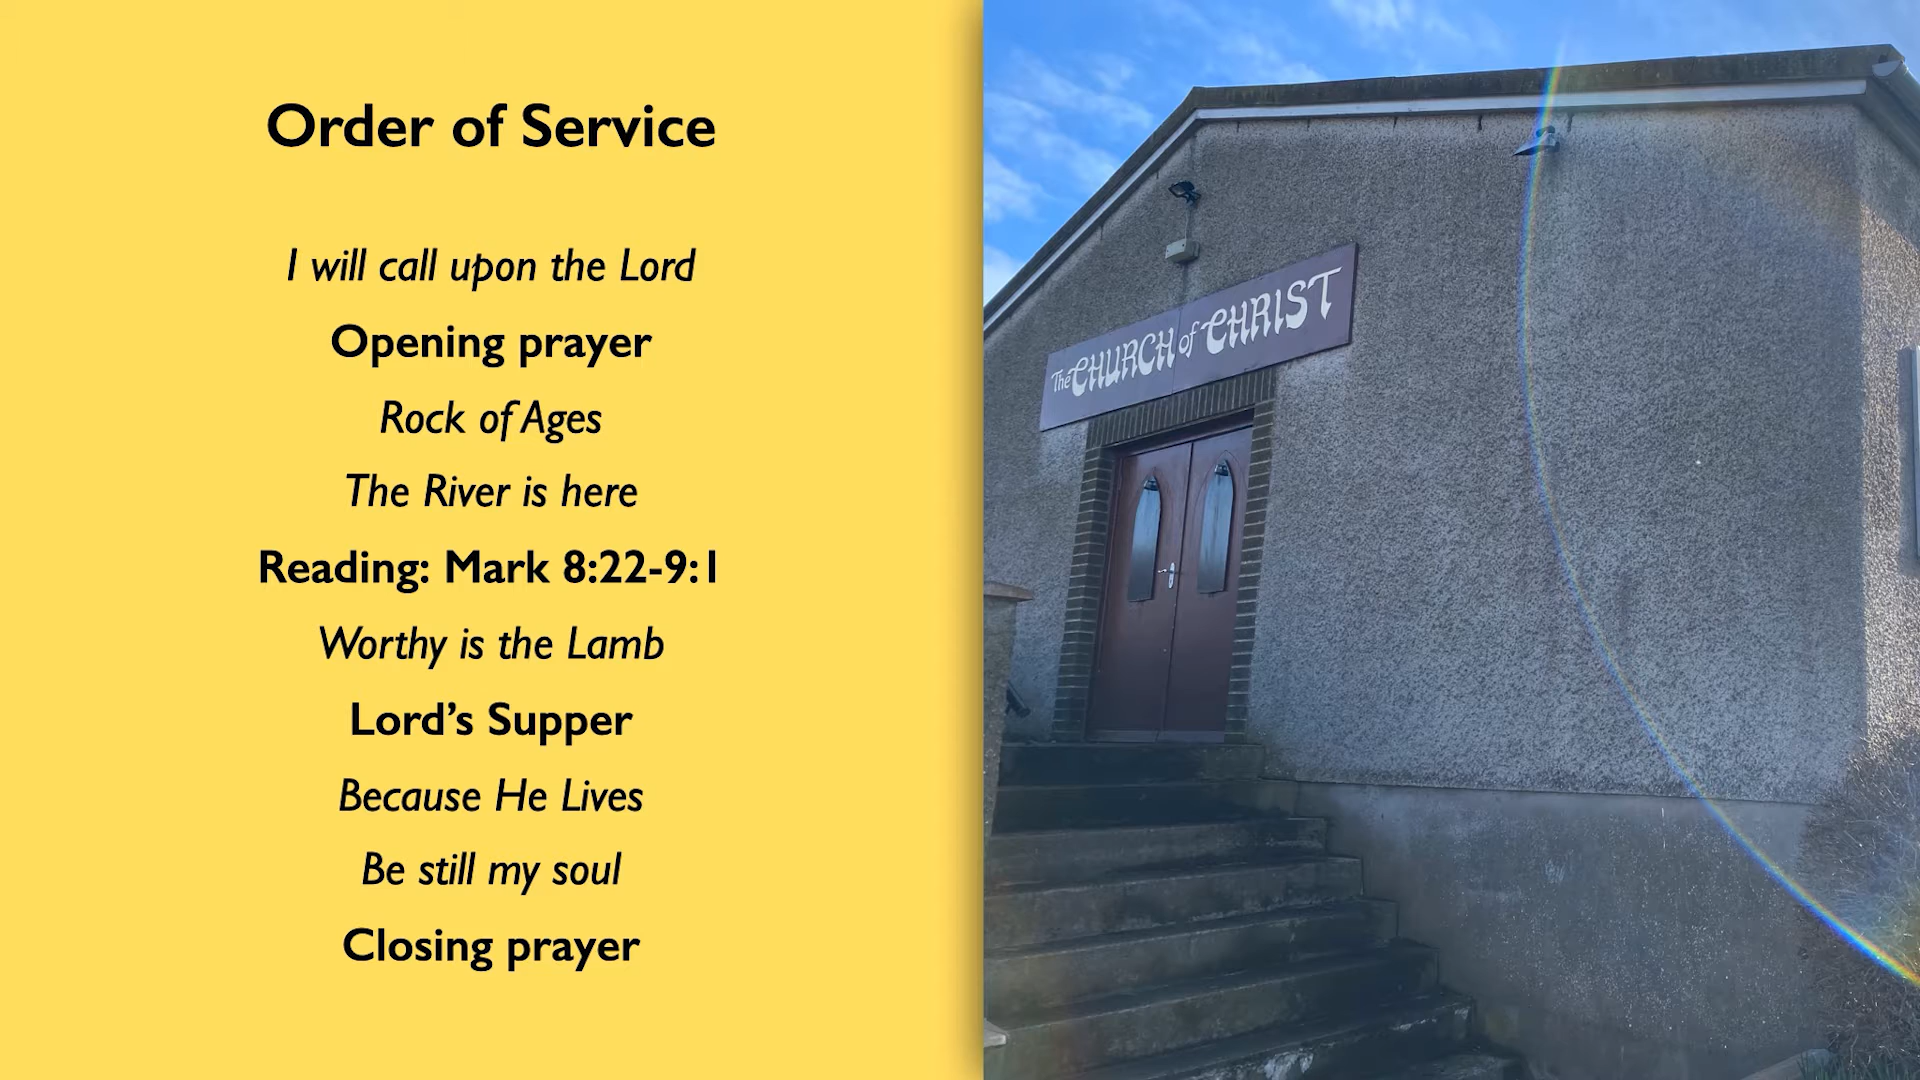 Order of Service
I will call upon the Lord
Opening prayer
Rock of Ages
The River is here
Reading: Mark 8:22-9:1
Worthy is the Lamb
Lord’s Supper
Because He Lives
Be still my soul
Closing prayer
The CHURCH of CHRIST